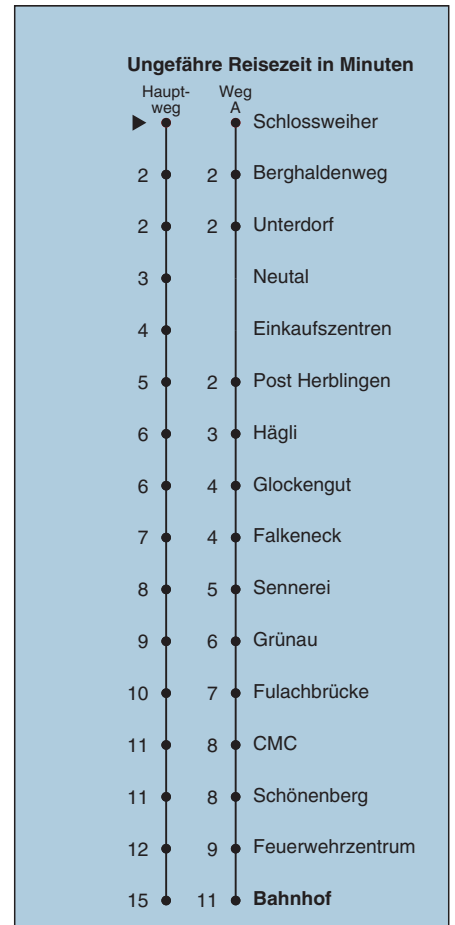 Ungefähre Reisezeit in Minuten
Haupt- Weg
weg A
Schlossweiher
2 2 Berghaldenweg
2 2 Unterdorf
3 Neutal
4 Einkaufszentren
5 2 Post Herblingen
6 3 Hägli
6 4 Glockengut
7 4 Falkeneck
8 5 Sennerei
9 6 Grünau
10 7 Fulachbrücke
11 8 CMC
11 8 Schönenberg
12 9 Feuerwehrzentrum
15 11 Bahnhof